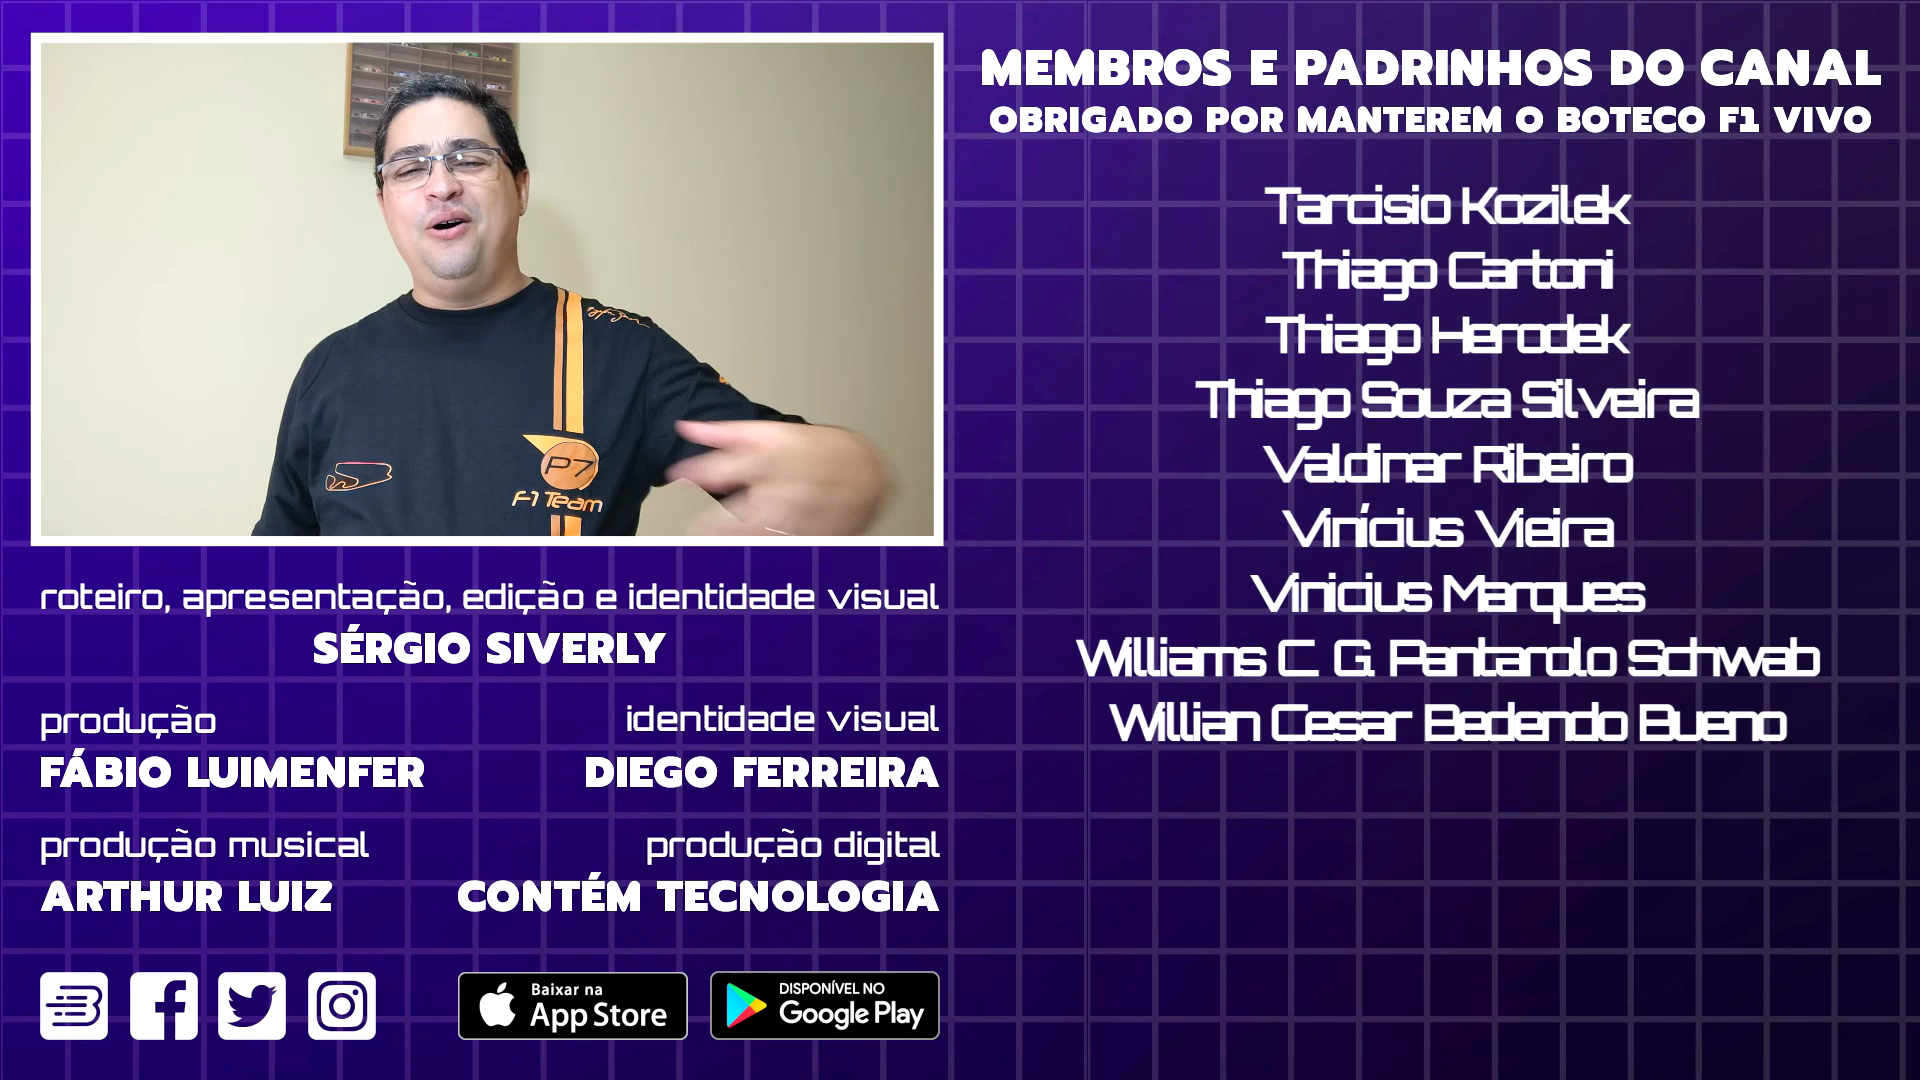 P7
F1 Team
roteiro, apresentação, edição e identidade visual
SÉRGIO SIVERLY
produção
FÁBIO LUIMENFER
identidade visual
DIEGO FERREIRA
produção musical
ARTHUR LUIZ
produção digital
CONTÉM TECNOLOGIA
Baixar na
App Store
DISPONÍVEL NO
Google Play
MEMBROS E PADRINHOS DO CANAL
OBRIGADO POR MANTEREM O BOTECO F1 VIVO
Tarcisio Kozilek
Thiago Cartoni
Thiago Herodek
Thiago Souza Silveira
Valdinar Ribeiro
Vinícius Vieira
Vinicius Marques
Williams C. G. Pantarolo Schwab
Willian Cesar Bedendo Bueno